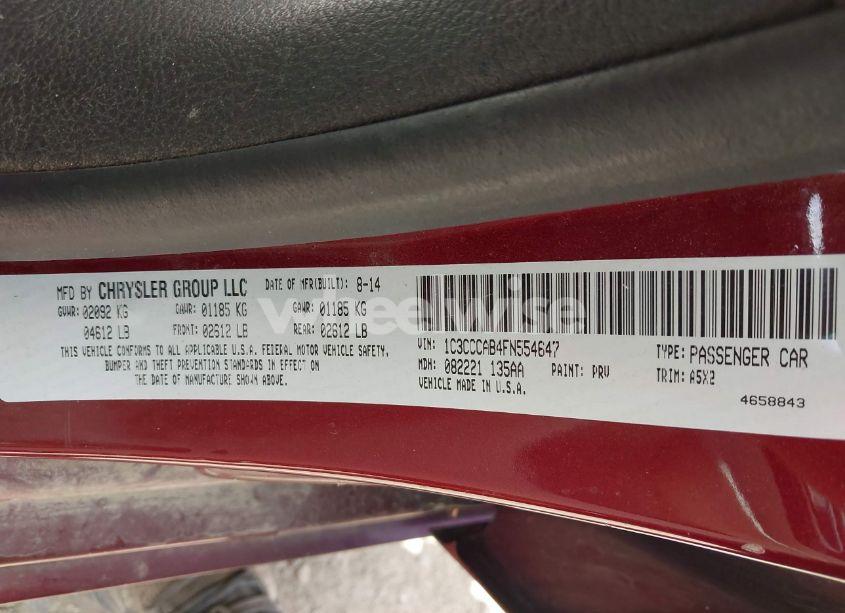 MFD BY CHRYSLER GROUP LLC DATE OF MFR(BUILT): 8-14
GVWR: 02092 KG GAWR: 01185 KG GAWR: 01185 KG
04612 LB FRONT: 02612 LB REAR: 02612 LB
THIS VEHICLE CONFORMS TO ALL APPLICABLE U.S.A. FEDERAL MOTOR VEHICLE SAFETY,
BUMPER AND THEFT PREVENTION STANDARDS IN EFFECT ON
THE DATE OF MANUFACTURE SHOWN ABOVE.
VIN: 1C3CCCAB4FN554647 TYPE: PASSENGER CAR
MDH: 082221 135AA PAINT: PRV TRIM: A5X2
VEHICLE MADE IN U.S.A.
4658843